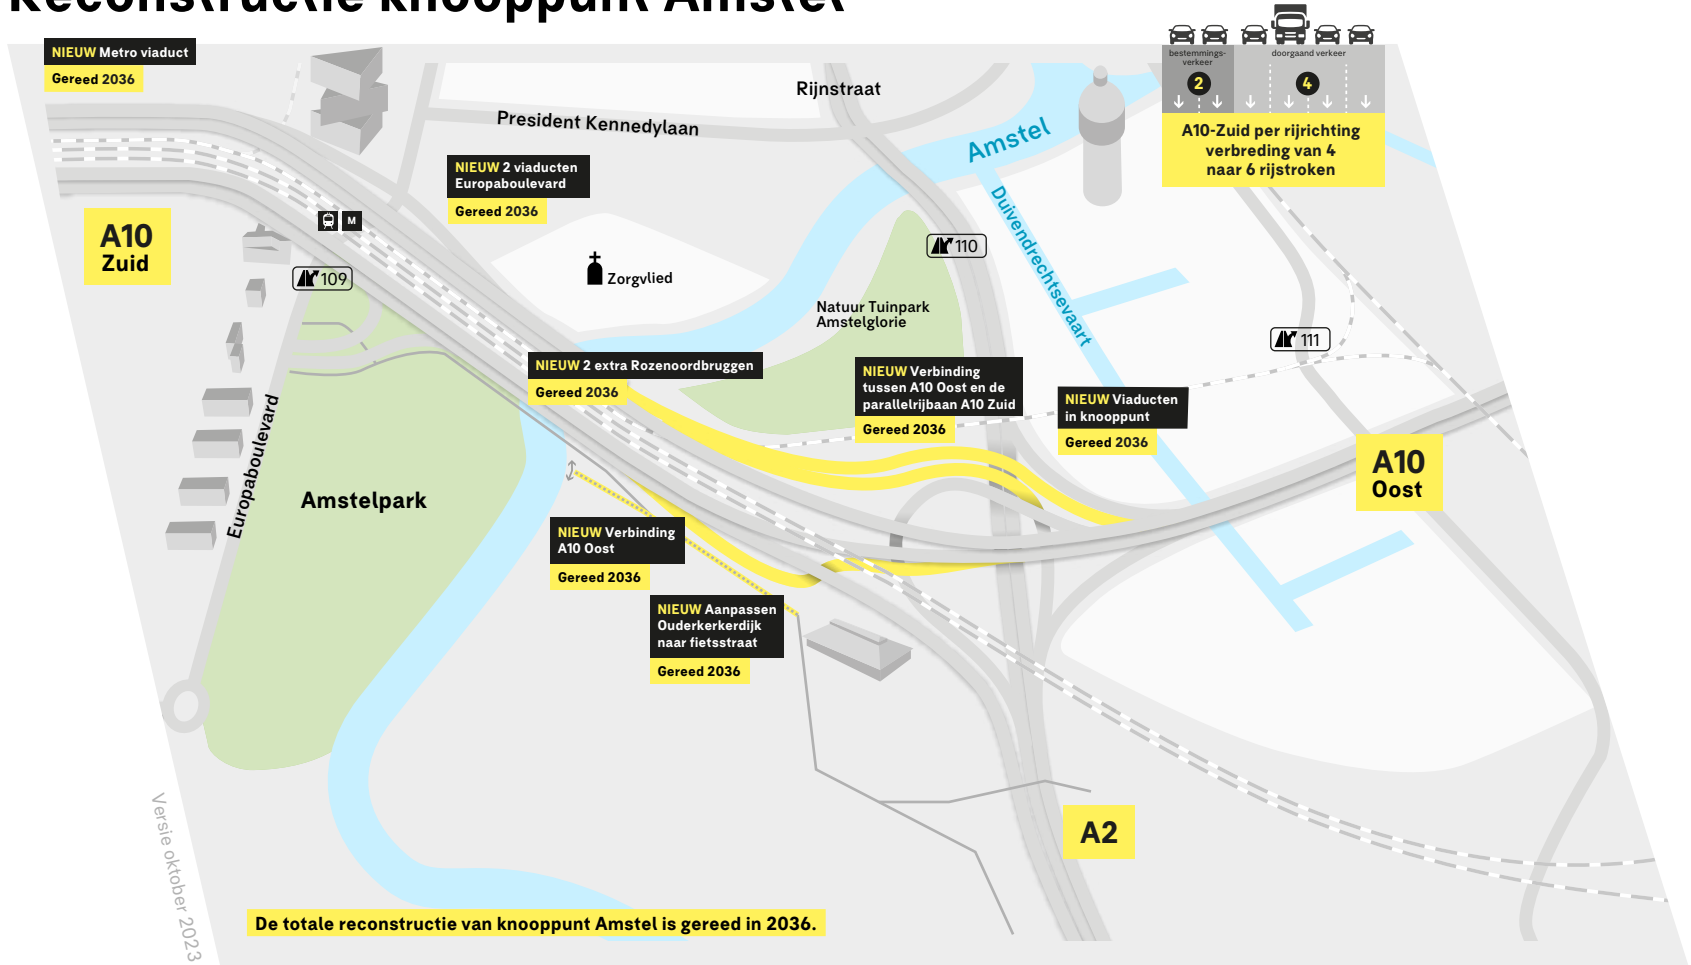 Reconstructie knooppunt Amstel
NIEUW Metro viaduct
Gereed 2036
bestemmings-
verkeer
2
doorgaand verkeer
4
A10-Zuid per rijrichting
verbreding van 4
naar 6 rijstroken
Rijnstraat
President Kennedylaan
Amstel
Duivendrechtsevaart
NIEUW 2 viaducten
Europaboulevard
Gereed 2036
A10
Zuid
M
109
110
111
Zorgvlied
Natuur Tuinpark
Amstelglorie
NIEUW 2 extra Rozenoordbruggen
Gereed 2036
NIEUW Verbinding
tussen A10 Oost en de
parallelrijbaan A10 Zuid
Gereed 2036
NIEUW Viaducten
in knooppunt
Gereed 2036
A10
Oost
Europaboulevard
Amstelpark
NIEUW Verbinding
A10 Oost
Gereed 2036
NIEUW Aanpassen
Ouderkerkerdijk
naar fietsstraat
Gereed 2036
A2
Versie oktober 2023
De totale reconstructie van knooppunt Amstel is gereed in 2036.